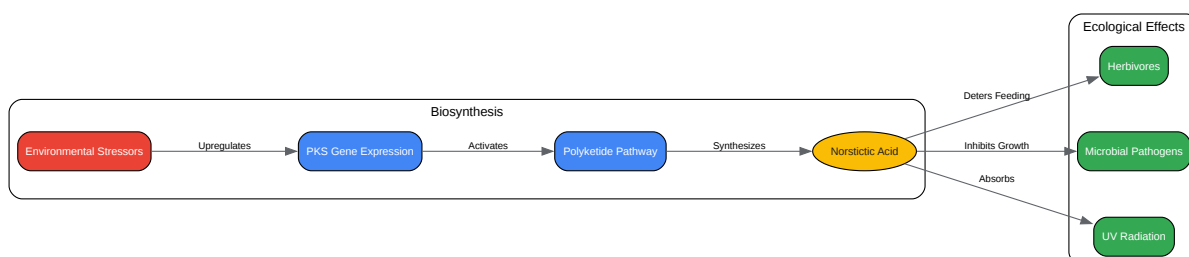 Ecological Effects
Herbivores
Deters Feeding
Biosynthesis
Environmental Stressors
Upregulates
PKS Gene Expression
Activates
Polyketide Pathway
Synthesizes
Norstictic Acid
Inhibits Growth
Microbial Pathogens
Absorbs
UV Radiation